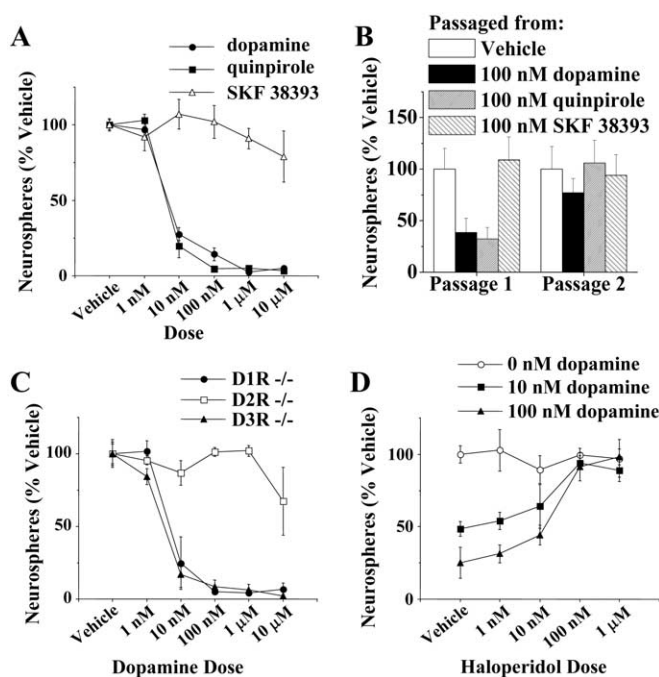 A
dopamine
quinpirole
SKF 38393
Neurospheres (% Vehicle)
100
75
50
25
0
Vehicle
1 nM
10 nM
100 nM
1 μM
10 μM
Dose
B
Passaged from:
Vehicle
100 nM dopamine
100 nM quinpirole
100 nM SKF 38393
Neurospheres (% Vehicle)
150
100
50
0
Passage 1
Passage 2
C
D1R -/-
D2R -/-
D3R -/-
Neurospheres (% Vehicle)
100
50
0
Vehicle
1 nM
10 nM
100 nM
1 μM
10 μM
Dopamine Dose
D
0 nM dopamine
10 nM dopamine
100 nM dopamine
Neurospheres (% Vehicle)
100
50
0
Vehicle
1 nM
10 nM
100 nM
1 μM
Haloperidol Dose